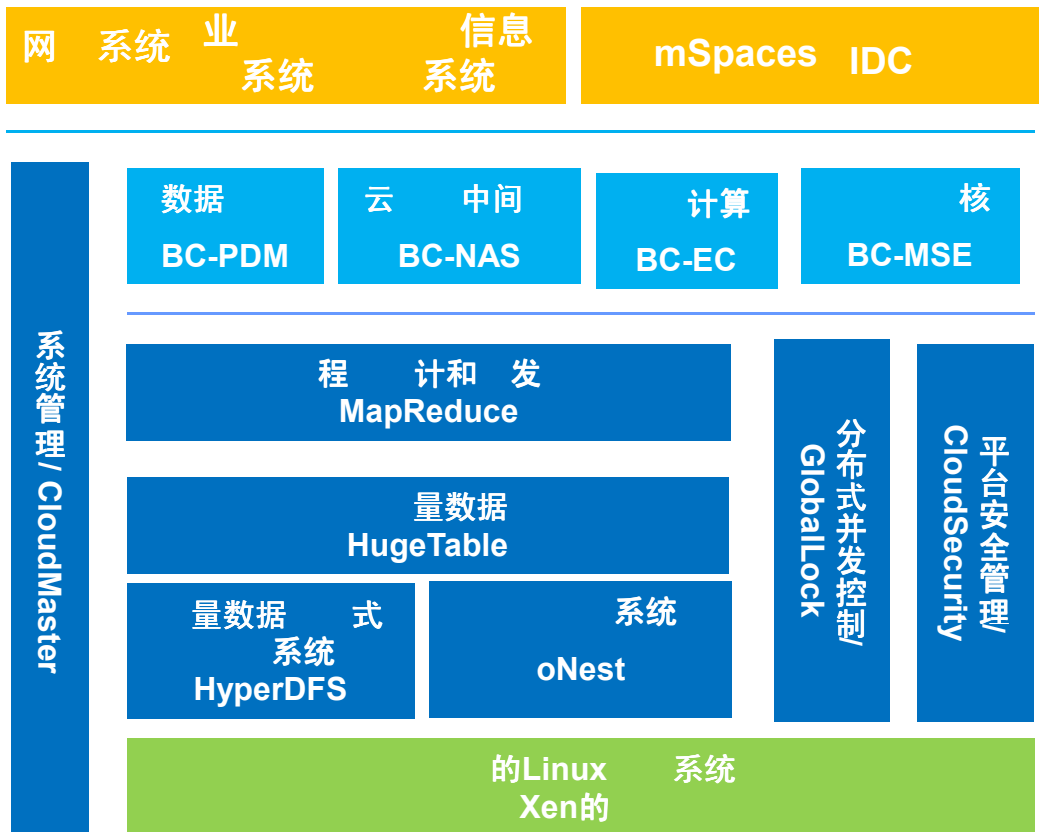 网 系统 业 系统 信息 系统
mSpaces IDC
系统管理/ CloudMaster
数据
BC-PDM
云 中间
BC-NAS
计算
BC-EC
核
BC-MSE
程 计和 发
MapReduce
量数据
HugeTable
量数据 式
系统
HyperDFS
系统
oNest
分布式并发控制/
GlobalLock
平台安全管理/
CloudSecurity
的Linux 系统
Xen的